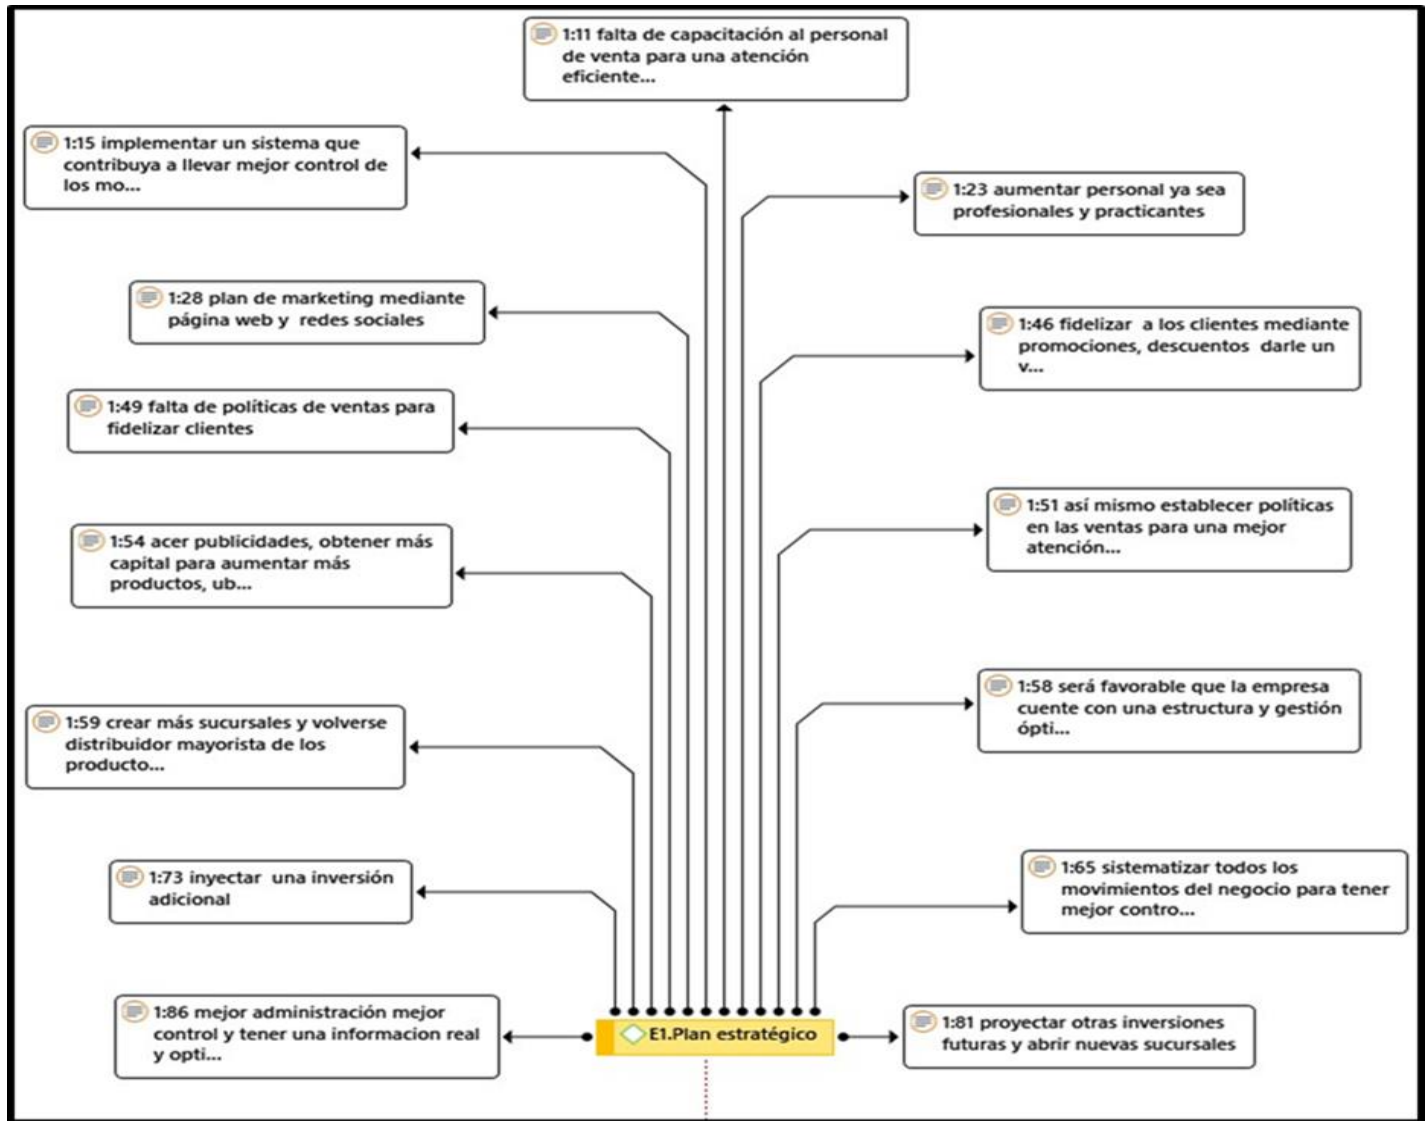 1:11 falta de capacitación al personal
de venta para una atención
eficiente...
1:15 implementar un sistema que
contribuya a llevar mejor control de
los mo...
1:23 aumentar personal ya sea
profesionales y practicantes
1:28 plan de marketing mediante
página web y redes sociales
1:46 fidelizar a los clientes mediante
promociones, descuentos darle un
v...
1:49 falta de políticas de ventas para
fidelizar clientes
1:51 así mismo establecer políticas
en las ventas para una mejor
atención...
1:54 acer publicidades, obtener más
capital para aumentar más
productos, ub...
1:58 será favorable que la empresa
cuente con una estructura y gestión
ópti...
1:59 crear más sucursales y volverse
distribuidor mayorista de los
producto...
1:65 sistematizar todos los
movimientos del negocio para tener
mejor contro...
1:73 inyectar una inversión
adicional
1:86 mejor administración mejor
control y tener una informacion real
y opti...
E1.Plan estratégico
1:81 proyectar otras inversiones
futuras y abrir nuevas sucursales